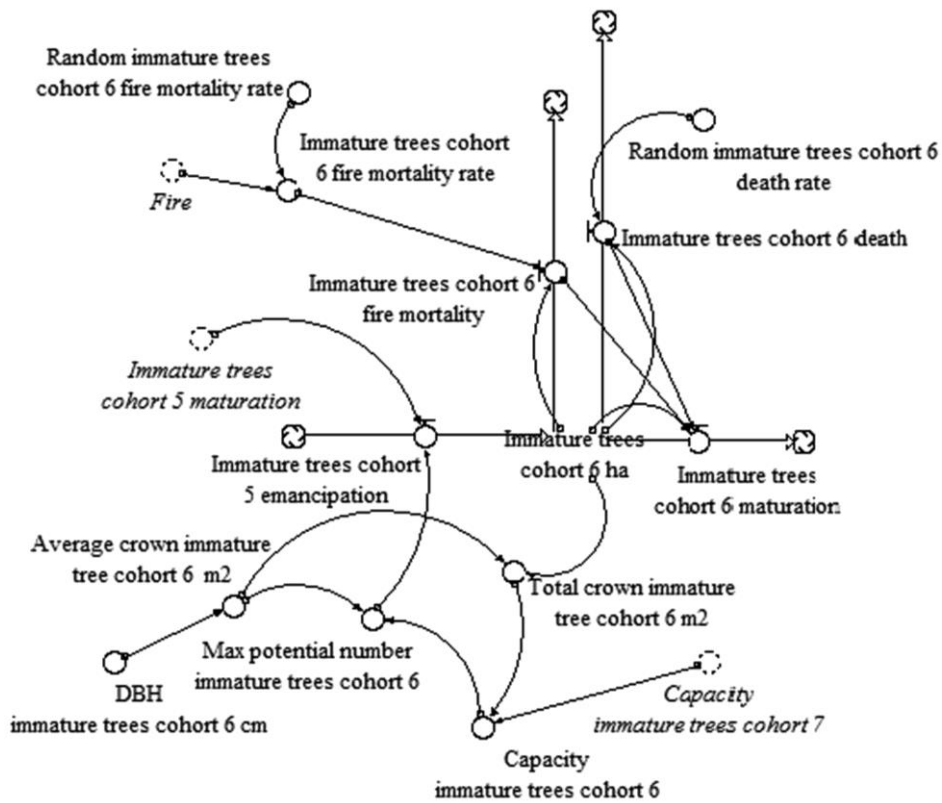 Random immature trees
cohort 6 fire mortality rate
Immature trees cohort
6 fire mortality rate
Random immature trees cohort 6
death rate
Fire
Immature trees cohort 6 death
Immature trees cohort 6
fire mortality
Immature trees
cohort 5 maturation
Immature trees
cohort 6 ha
Immature trees cohort
5 emancipation
Immature trees
cohort 6 maturation
Average crown immature
tree cohort 6 m2
Total crown immature
tree cohort 6 m2
Max potential number
immature trees cohort 6
DBH
immature trees cohort 6 cm
Capacity
immature trees cohort 7
Capacity
immature trees cohort 6